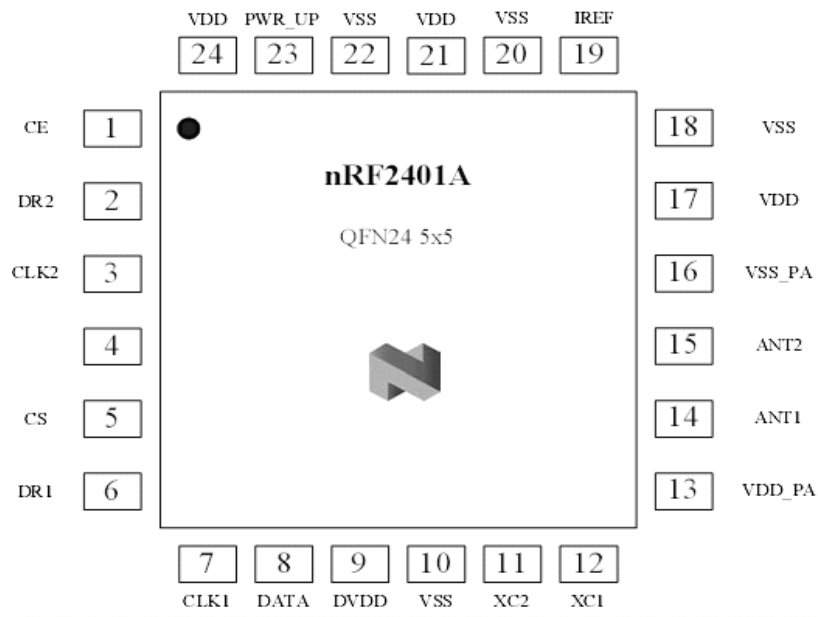 VDD PWR_UP VSS VDD VSS IREF
24 23 22 21 20 19
CE 1 18 VSS
nRF2401A
DR2 2 17 VDD
QFN24 5x5
CLK2 3 16 VSS_PA
4 15 ANT2
CS 5 14 ANT1
DR1 6 13 VDD_PA
7 8 9 10 11 12
CLK1 DATA DVDD VSS XC2 XC1